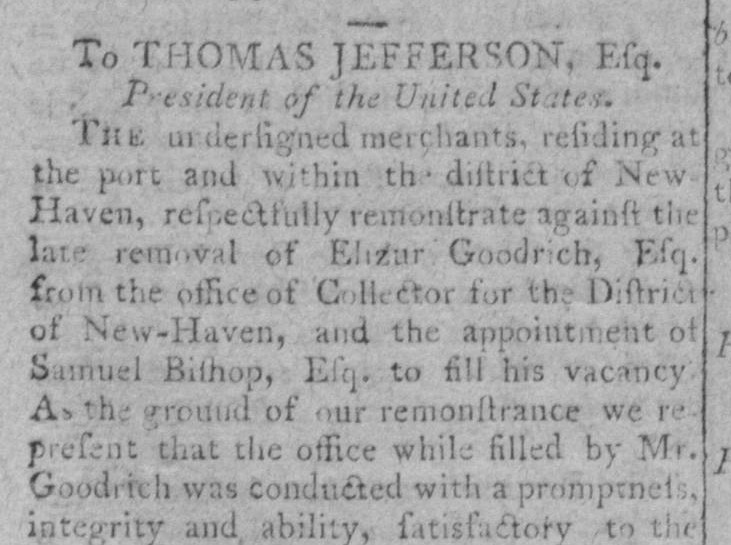 To THOMAS JEFFERSON, Eſq.
Preſident of the United States.
THE underſigned merchants, reſiding at
the port and within the diſtrict of New-
Haven, reſpectfully remonſtrate againſt the
late removal of Elizur Goodrich, Eſq.
from the office of Collector for the Diſtrict
of New-Haven, and the appointment of
Samuel Biſhop, Eſq. to fill his vacancy
As the ground of our remonſtrance we re-
preſent that the office while filled by Mr.
Goodrich was conducted with a promptneſs,
integrity and ability, ſatisfactory to the